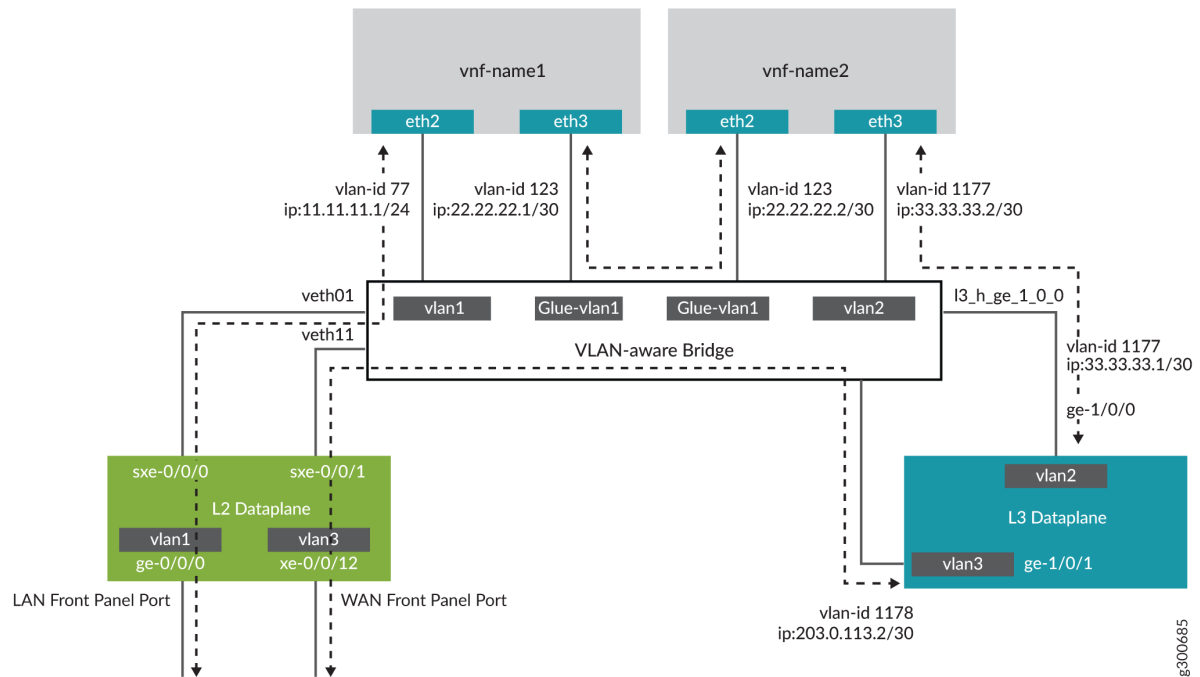 vnf-name1
vnf-name2
eth2
eth3
eth2
eth3
vlan-id 77
ip:11.11.11.1/24
vlan-id 123
ip:22.22.22.1/30
vlan-id 123
ip:22.22.22.2/30
vlan-id 1177
ip:33.33.33.2/30
veth01
vlan1
Glue-vlan1
Glue-vlan1
vlan2
l3_h_ge_1_0_0
veth11
VLAN-aware Bridge
vlan-id 1177
ip:33.33.33.1/30
ge-1/0/0
sxe-0/0/0
sxe-0/0/1
L2 Dataplane
vlan1
vlan3
ge-0/0/0
xe-0/0/12
vlan2
L3 Dataplane
vlan3
ge-1/0/1
LAN Front Panel Port
WAN Front Panel Port
vlan-id 1178
ip:203.0.113.2/30
g300685